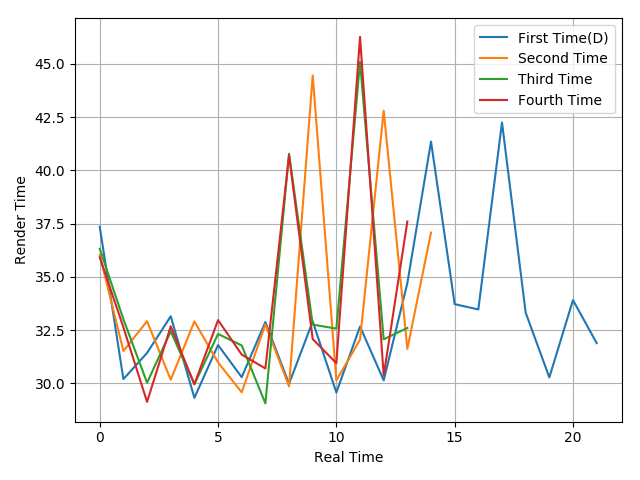 First Time(D)
Second Time
Third Time
Fourth Time
45.0
42.5
40.0
37.5
35.0
32.5
30.0
Render Time
0 5 10 15 20
Real Time